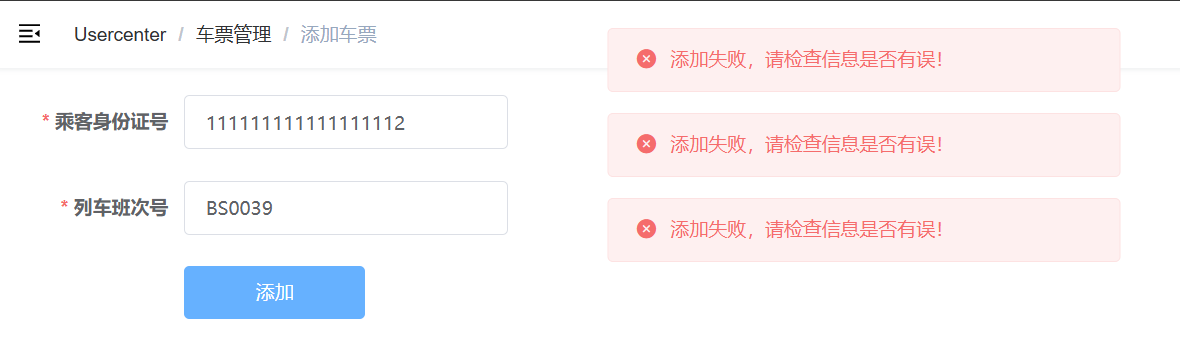 Usercenter / 车票管理 / 添加车票
添加失败，请检查信息是否有误！
* 乘客身份证号 111111111111111112
添加失败，请检查信息是否有误！
* 列车班次号 BS0039
添加失败，请检查信息是否有误！
添加